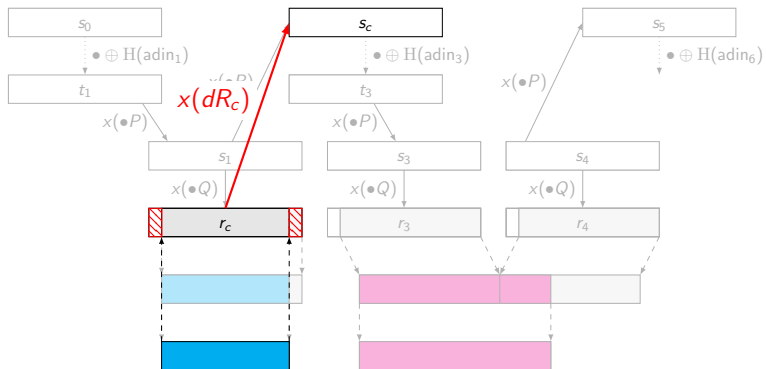 s₀
s_c
s₅
• ⊕ H(adin₁)
• ⊕ H(adin₃)
• ⊕ H(adin₆)
t₁
t₃
x(•P)
x(dR_c)
x(•P)
x(•P)
x(•P)
s₁
s₃
s₄
x(•Q)
x(•Q)
x(•Q)
r_c
r₃
r₄